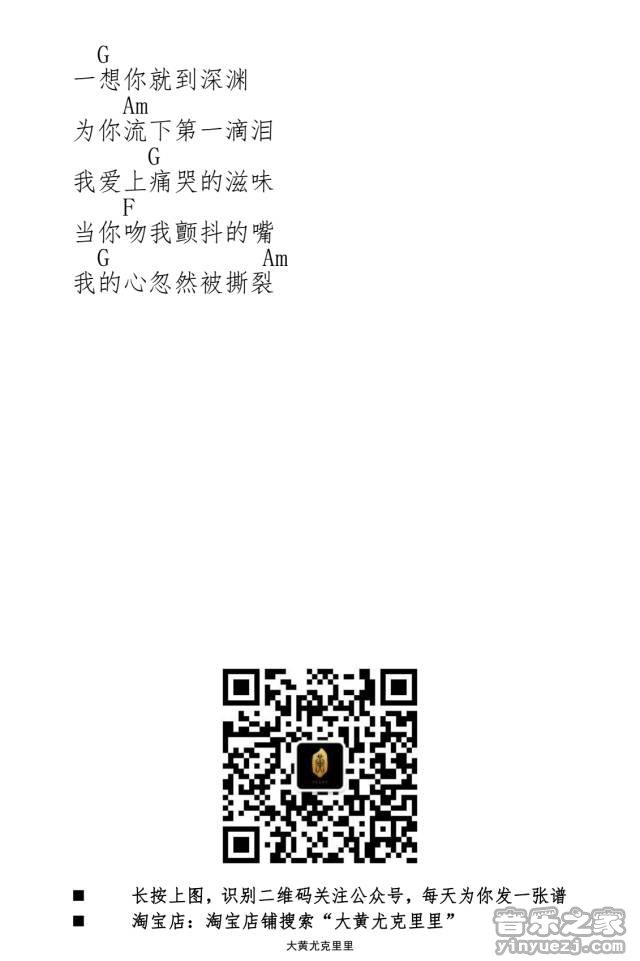 G
一想你就到深渊
Am
为你流下第一滴泪
G
我爱上痛哭的滋味
F
当你吻我颤抖的嘴
G Am
我的心忽然被撕裂
■ 长按上图，识别二维码关注公众号，每天为你发一张谱
■ 淘宝店：淘宝店铺搜索“大黄尤克里里”
大黄尤克里里
音乐之家
yinyuezj.com